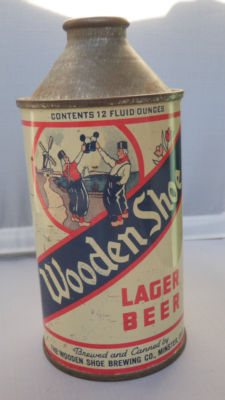 CONTENTS 12 FLUID OUNCES
Wooden Shoe
LAGER
BEER
Brewed and Canned by
THE WOODEN SHOE BREWING CO., MINSTER,